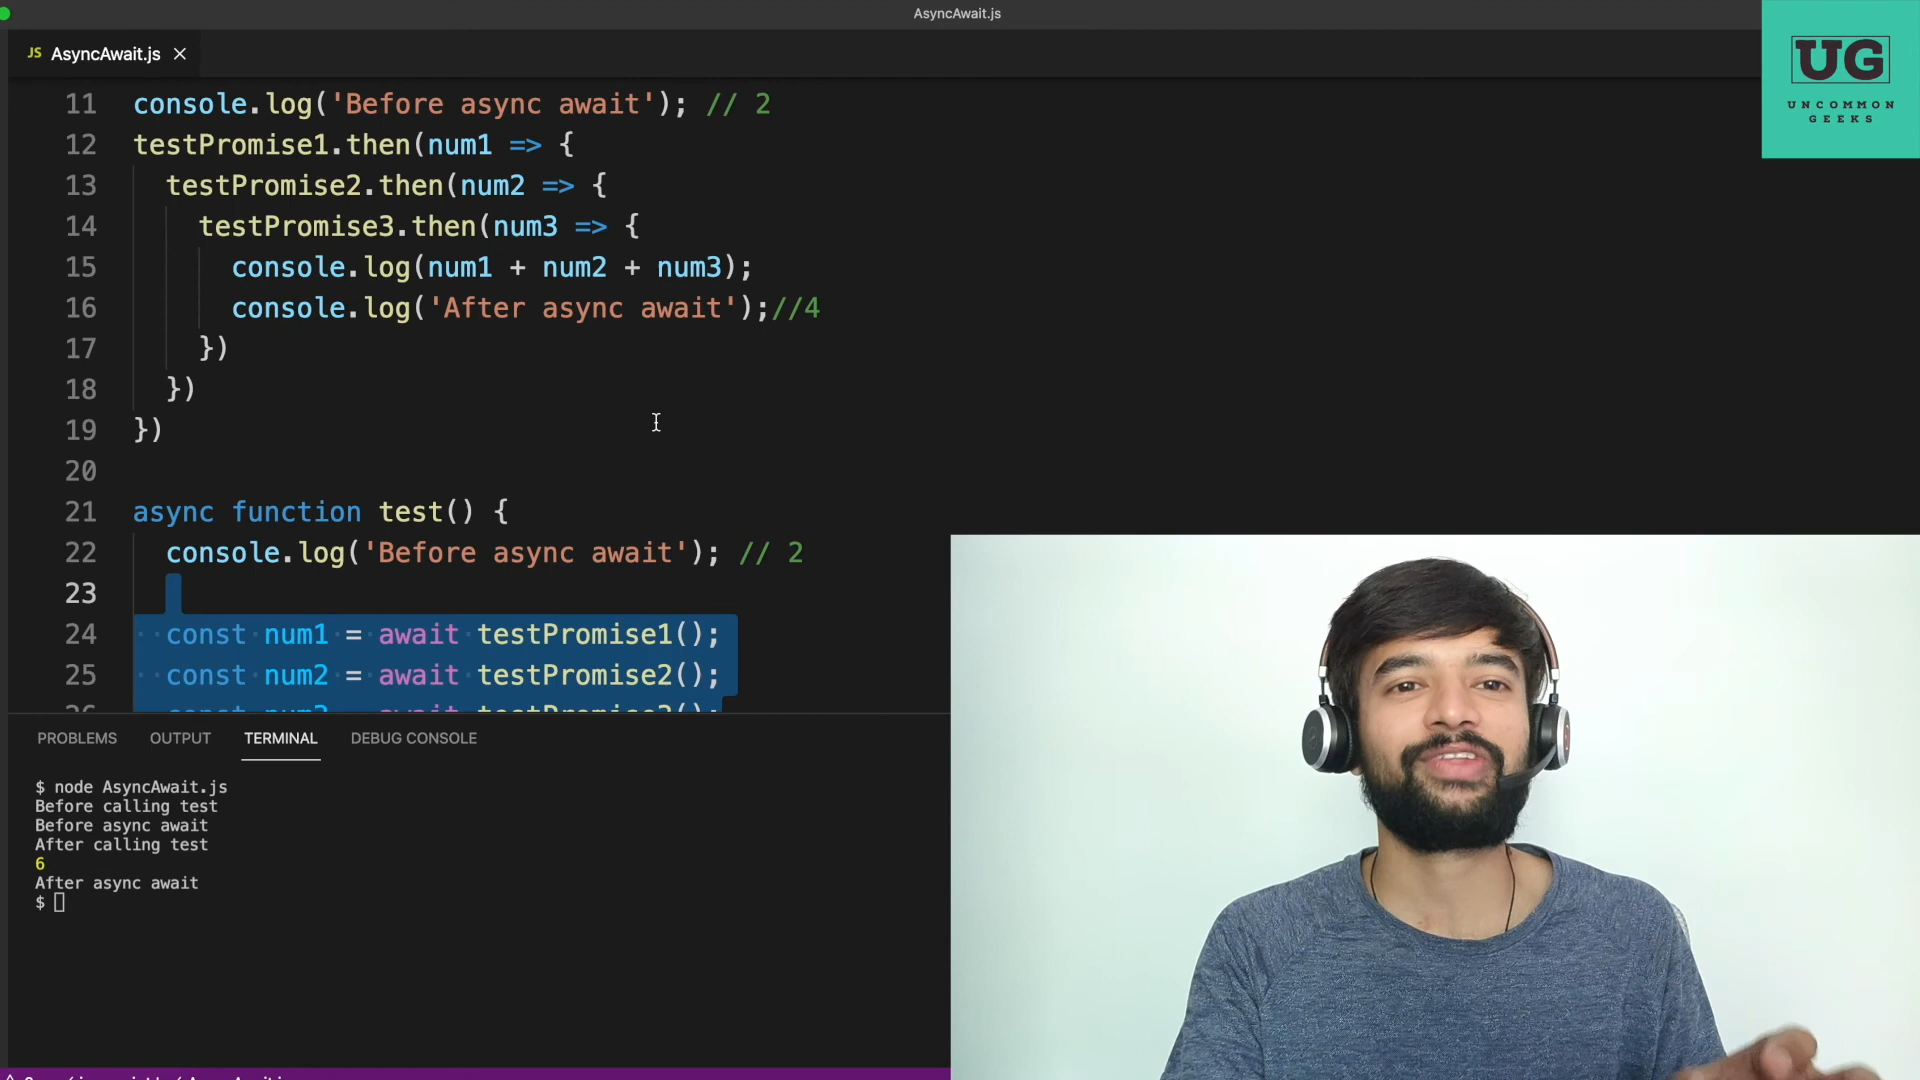 AsyncAwait.js
JS AsyncAwait.js
UG
UNCOMMON
GEEKS
11 console.log('Before async await'); // 2
12 testPromise1.then(num1 => {
13 testPromise2.then(num2 => {
14 testPromise3.then(num3 => {
15 console.log(num1 + num2 + num3);
16 console.log('After async await');//4
17 })
18 })
19 })
20
21 async function test() {
22 console.log('Before async await'); // 2
23
24 const num1 = await testPromise1();
25 const num2 = await testPromise2();
PROBLEMS OUTPUT TERMINAL DEBUG CONSOLE
$ node AsyncAwait.js
Before calling test
Before async await
After calling test
6
After async await
$